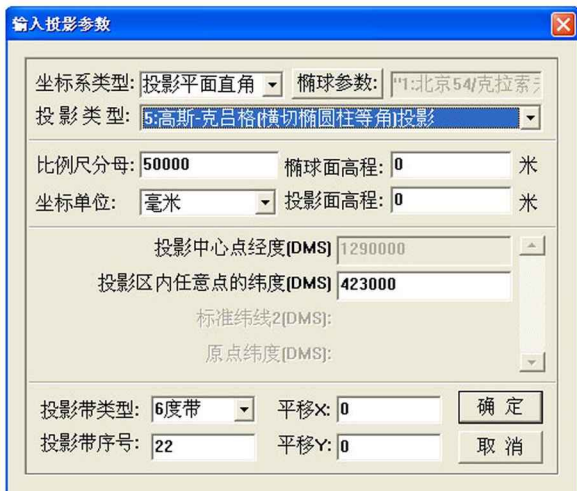 输入投影参数
坐标系类型: 投影平面直角 椭球参数: "1:北京54/克拉索
投影类型: 5:高斯-克吕格(横切椭圆柱等角)投影
比例尺分母: 50000 椭球面高程: 0 米
坐标单位: 毫米 投影面高程: 0 米
投影中心点经度(DMS) 1290000
投影区内任意点的纬度(DMS) 423000
标准纬线2(DMS):
原点纬度(DMS):
投影带类型: 6度带 平移X: 0 确定
投影带序号: 22 平移Y: 0 取消